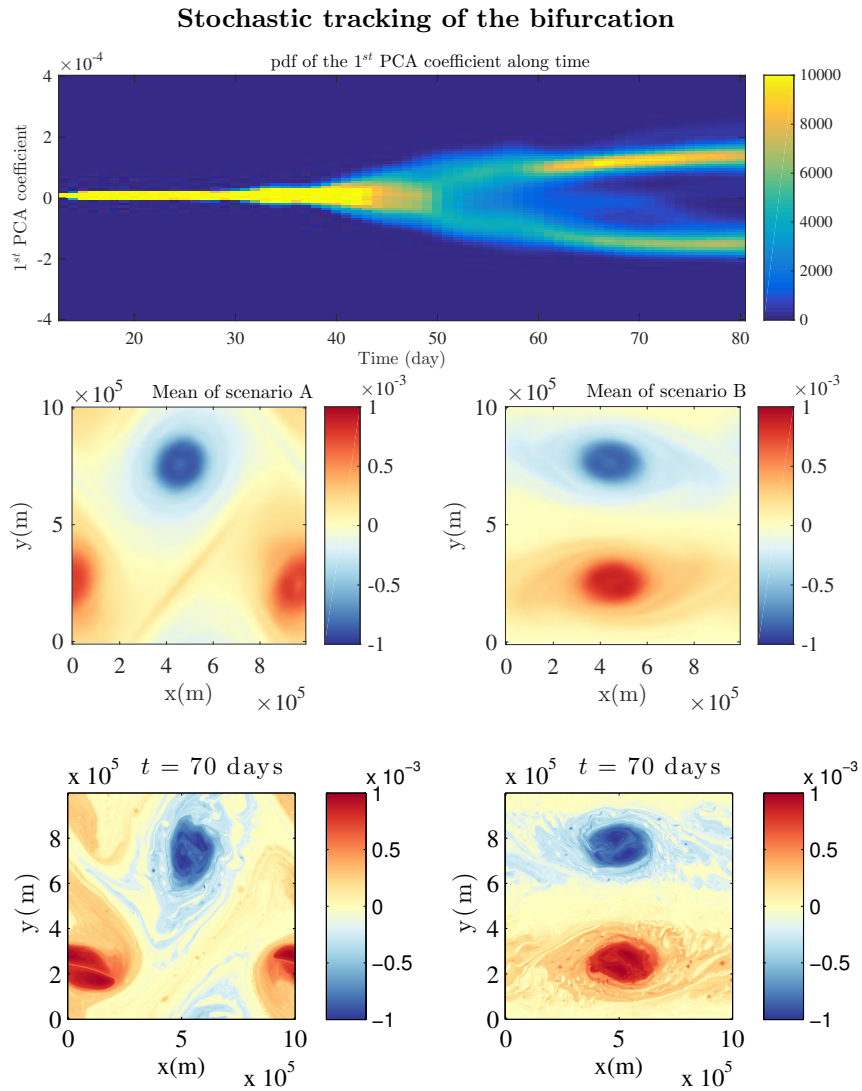 Stochastic tracking of the bifurcation
pdf of the 1st PCA coefficient along time
×10-4
4
2
0
-2
-4
1st PCA coefficient
20 30 40 50 60 70 80
Time (day)
10000
8000
6000
4000
2000
0
Mean of scenario A
×10^5
10
5
0
y(m)
0 2 4 6 8
x(m)
×10^5
×10-3
1
0.5
0
-0.5
-1
Mean of scenario B
×10^5
10
5
0
y(m)
0 2 4 6 8
x(m)
×10^5
×10-3
1
0.5
0
-0.5
-1
t = 70 days
x 10^5
8
6
4
2
0
y(m)
0 5 10
x(m)
x 10^5
x 10−3
1
0.5
0
−0.5
−1
t = 70 days
x 10^5
8
6
4
2
0
y(m)
0 5 10
x(m)
x 10^5
x 10−3
1
0.5
0
−0.5
−1